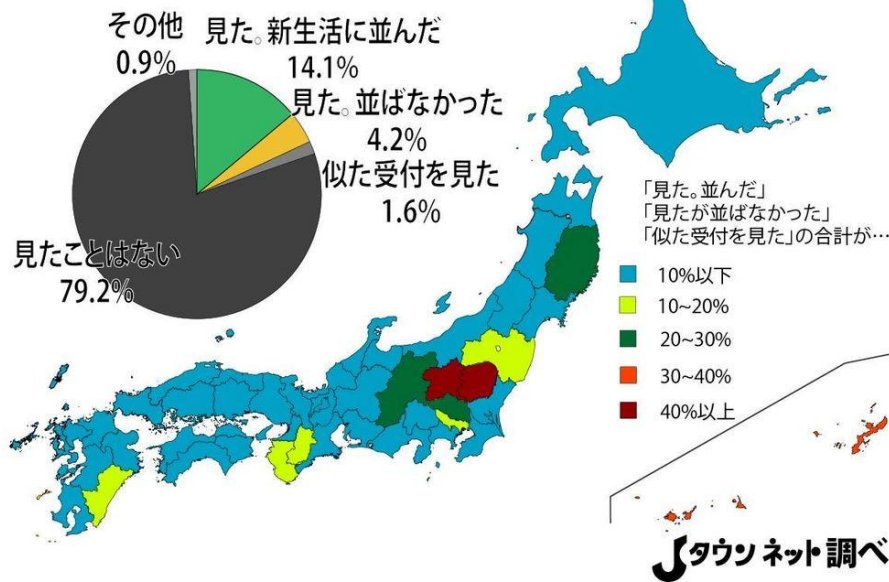 その他
0.9%
見た。新生活に並んだ
14.1%
見た。並ばなかった
4.2%
似た受付を見た
1.6%
見たことはない
79.2%
「見た。並んだ」
「見たが並ばなかった」
「似た受付を見た」の合計が…
10%以下
10~20%
20~30%
30~40%
40%以上
Jタウンネット調べ